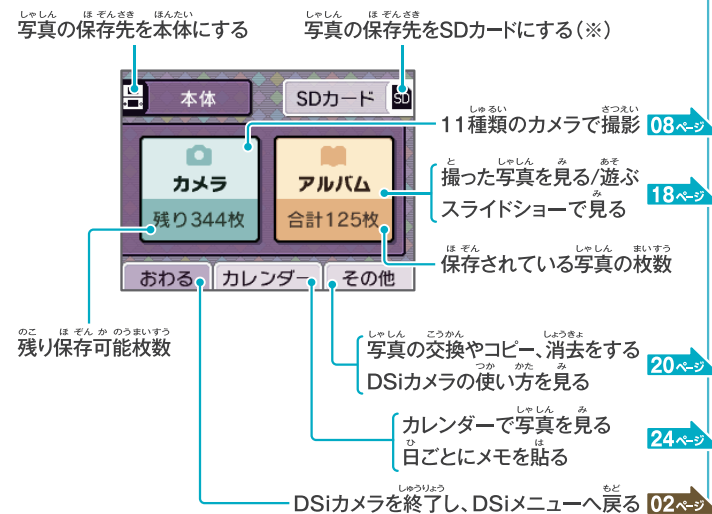 写真の保存先を本体にする
写真の保存先をSDカードにする(※)
本体
SDカード
SD
カメラ
残り344枚
アルバム
合計125枚
おわる
カレンダー
その他
11種類のカメラで撮影 08ページ
撮った写真を見る/遊ぶ
スライドショーで見る
18ページ
保存されている写真の枚数
残り保存可能枚数
写真の交換やコピー、消去をする
DSiカメラの使い方を見る
20ページ
カレンダーで写真を見る
日ごとにメモを貼る
24ページ
DSiカメラを終了し、DSiメニューへ戻る 02ページ